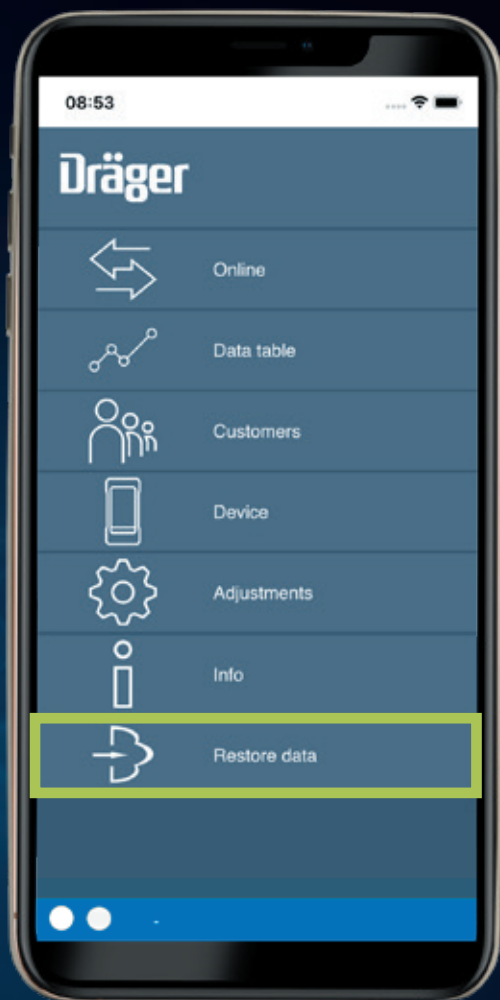 08:53
Dräger
Online
Data table
Customers
Device
Adjustments
Info
Restore data
-